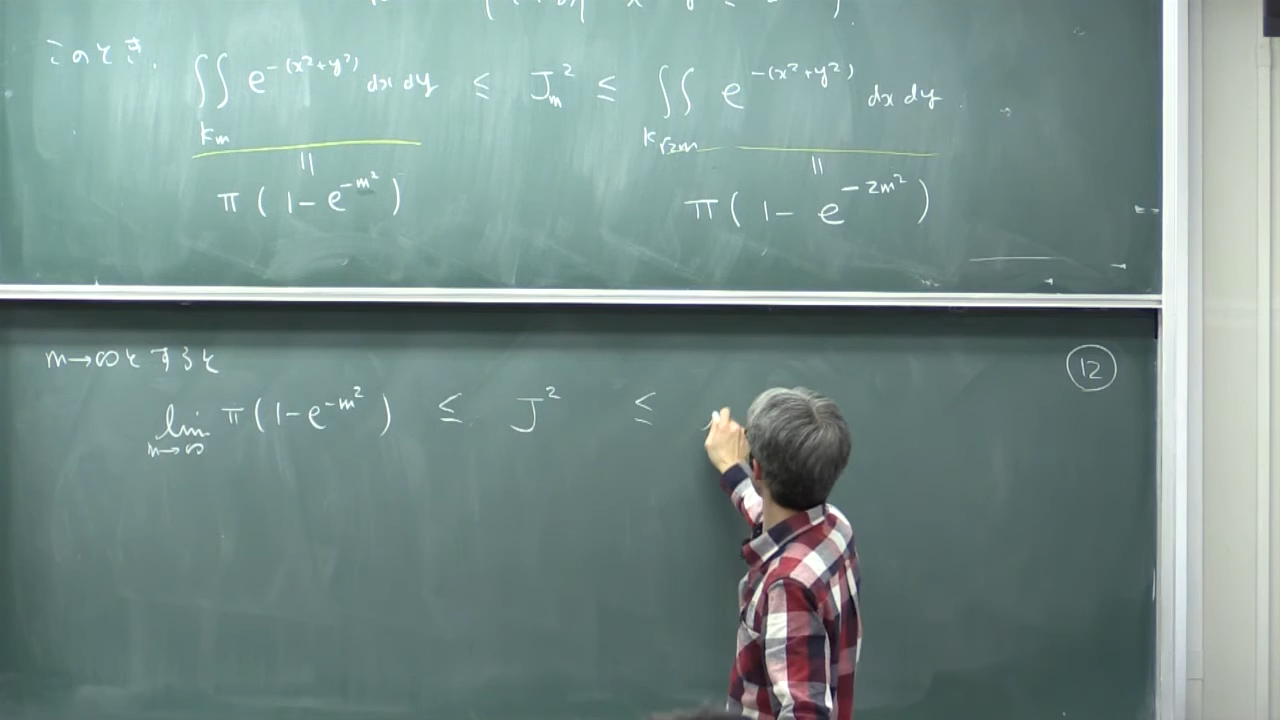 このとき, ∬_{K_m} e^{-(x²+y²)} dx dy ≤ J_m² ≤ ∬_{K_{√2m}} e^{-(x²+y²)} dx dy.
|| ||
π(1-e^{-m²}) π(1-e^{-2m²})
m→∞とすると
⑫
lim_{m→∞} π(1-e^{-m²}) ≤ J² ≤